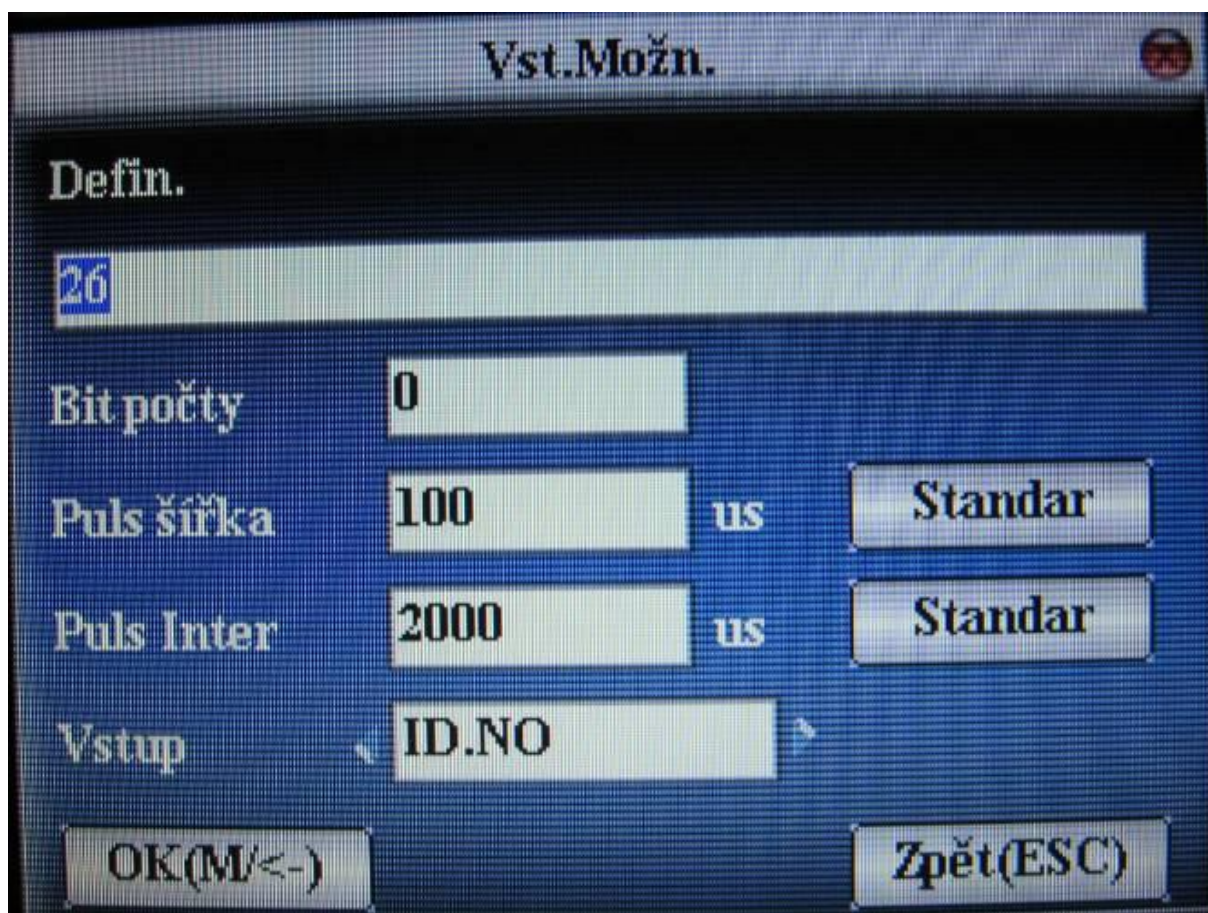 Vst.Možn.
Defin.
26
Bit počty 0
Puls šířka 100 us Standar
Puls Inter 2000 us Standar
Vstup ID.NO
OK(M/<-) Zpět(ESC)